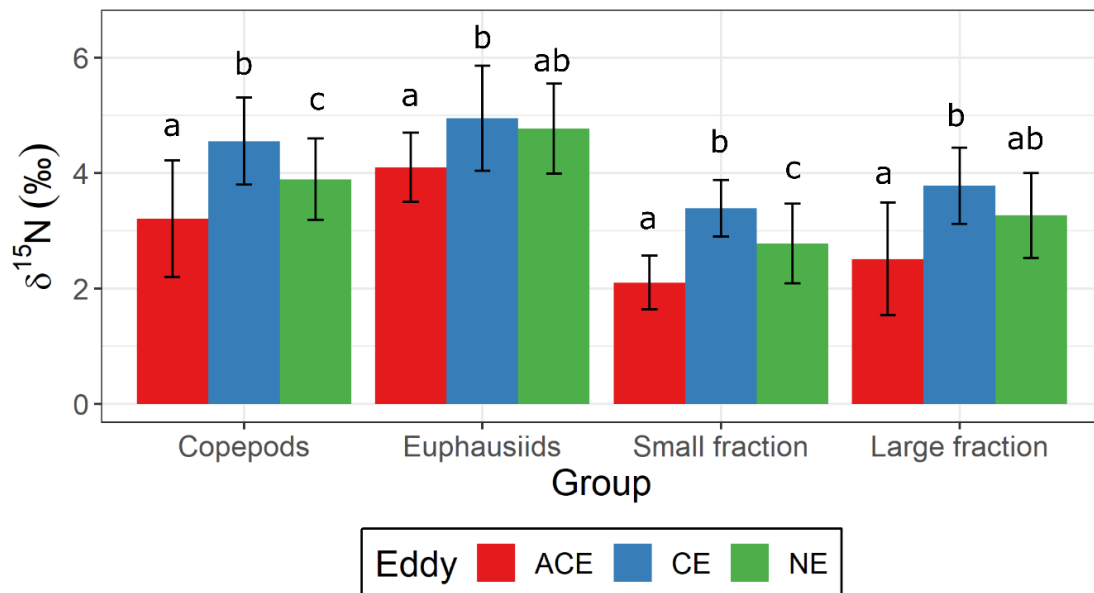 b
b
ab
a
c
a
b
b
ab
c
a
a
6
4
2
0
δ¹⁵N (‰)
Copepods Euphausiids Small fraction Large fraction
Group
Eddy ACE CE NE